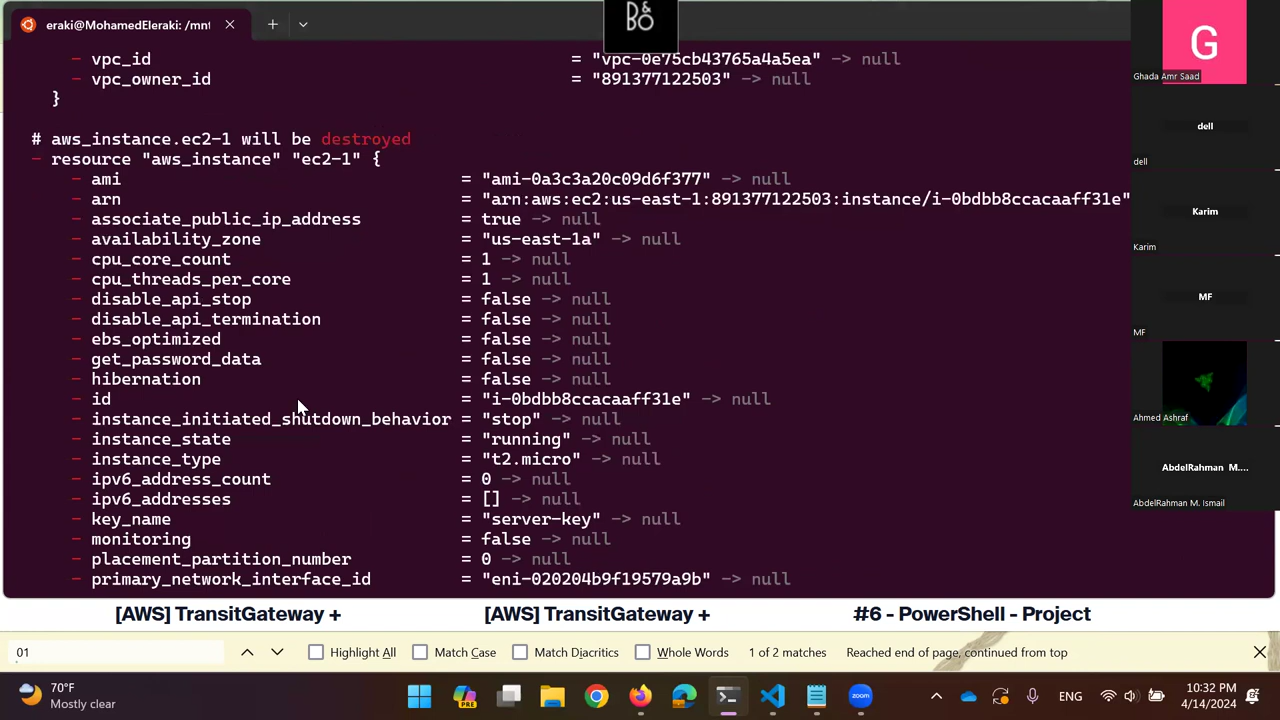 eraki@MohamedEleraki: /mnt
B&
BO
- vpc_id = "vpc-0e75cb43765a4a5ea" -> null
- vpc_owner_id = "891377122503" -> null
}
# aws_instance.ec2-1 will be destroyed
- resource "aws_instance" "ec2-1" {
- ami = "ami-0a3c3a20c09d6f377" -> null
- arn = "arn:aws:ec2:us-east-1:891377122503:instance/i-0bdbb8ccacaaff31e"
- associate_public_ip_address = true -> null
- availability_zone = "us-east-1a" -> null
- cpu_core_count = 1 -> null
- cpu_threads_per_core = 1 -> null
- disable_api_stop = false -> null
- disable_api_termination = false -> null
- ebs_optimized = false -> null
- get_password_data = false -> null
- hibernation = false -> null
- id = "i-0bdbb8ccacaaff31e" -> null
- instance_initiated_shutdown_behavior = "stop" -> null
- instance_state = "running" -> null
- instance_type = "t2.micro" -> null
- ipv6_address_count = 0 -> null
- ipv6_addresses = [] -> null
- key_name = "server-key" -> null
- monitoring = false -> null
- placement_partition_number = 0 -> null
- primary_network_interface_id = "eni-020204b9f19579a9b" -> null
G
Ghada Amr Saad
dell
dell
Karim
Karim
MF
MF
Ahmed Ashraf
AbdelRahman M....
AbdelRahman M. Ismail
[AWS] TransitGateway + [AWS] TransitGateway + #6 - PowerShell - Project
01 Highlight All Match Case Match Diacritics Whole Words 1 of 2 matches Reached end of page, continued from top
70°F
Mostly clear
PRE
ENG
10:32 PM
4/14/2024